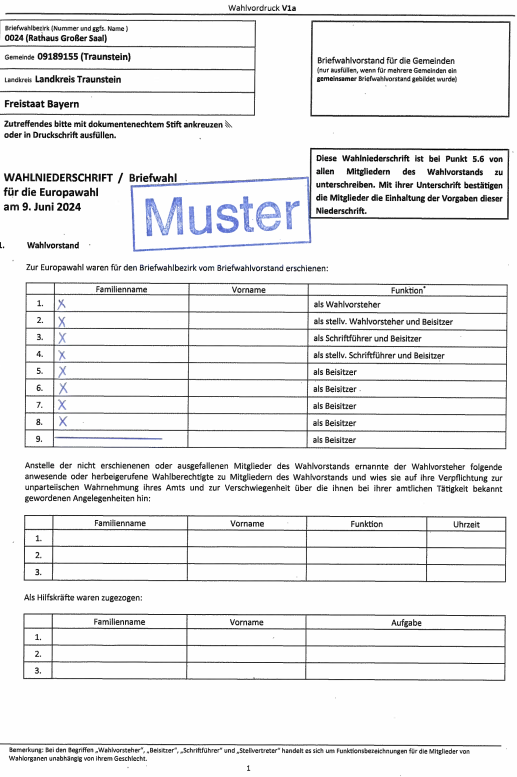 Wahlvordruck V1a
Briefwahlbezirk (Nummer und ggfs. Name )
0024 (Rathaus Großer Saal)
Gemeinde 09189155 (Traunstein)
Landkreis Landkreis Traunstein
Freistaat Bayern
Briefwahlvorstand für die Gemeinden
(nur ausfüllen, wenn für mehrere Gemeinden ein
gemeinsamer Briefwahlvorstand gebildet wurde)
Zutreffendes bitte mit dokumentenechtem Stift ankreuzen
oder in Druckschrift ausfüllen.
WAHLNIEDERSCHRIFT / Briefwahl
für die Europawahl
am 9. Juni 2024
Muster
Diese Wahlniederschrift ist bei Punkt 5.6 von
allen Mitgliedern des Wahlvorstands zu
unterschreiben. Mit ihrer Unterschrift bestätigen
die Mitglieder die Einhaltung der Vorgaben dieser
Niederschrift.
1. Wahlvorstand
Zur Europawahl waren für den Briefwahlbezirk vom Briefwahlvorstand erschienen:
Familienname Vorname Funktion*
1. X als Wahlvorsteher
2. X als stellv. Wahlvorsteher und Beisitzer
3. X als Schriftführer und Beisitzer
4. X als stellv. Schriftführer und Beisitzer
5. X als Beisitzer
6. X als Beisitzer
7. X als Beisitzer
8. X als Beisitzer
9. als Beisitzer
Anstelle der nicht erschienenen oder ausgefallenen Mitglieder des Wahlvorstands ernannte der Wahlvorsteher folgende
anwesende oder herbeigerufene Wahlberechtigte zu Mitgliedern des Wahlvorstands und wies sie auf ihre Verpflichtung zur
unparteiischen Wahrnehmung ihres Amts und zur Verschwiegenheit über die ihnen bei ihrer amtlichen Tätigkeit bekannt
gewordenen Angelegenheiten hin:
Familienname Vorname Funktion Uhrzeit
1.
2.
3.
Als Hilfskräfte waren zugezogen:
Familienname Vorname Aufgabe
1.
2.
3.
Bemerkung: Bei den Begriffen „Wahlvorsteher“, „Beisitzer“, „Schriftführer“ und „Stellvertreter“ handelt es sich um Funktionsbezeichnungen für die Mitglieder von
Wahlorganen unabhängig von ihrem Geschlecht.
1